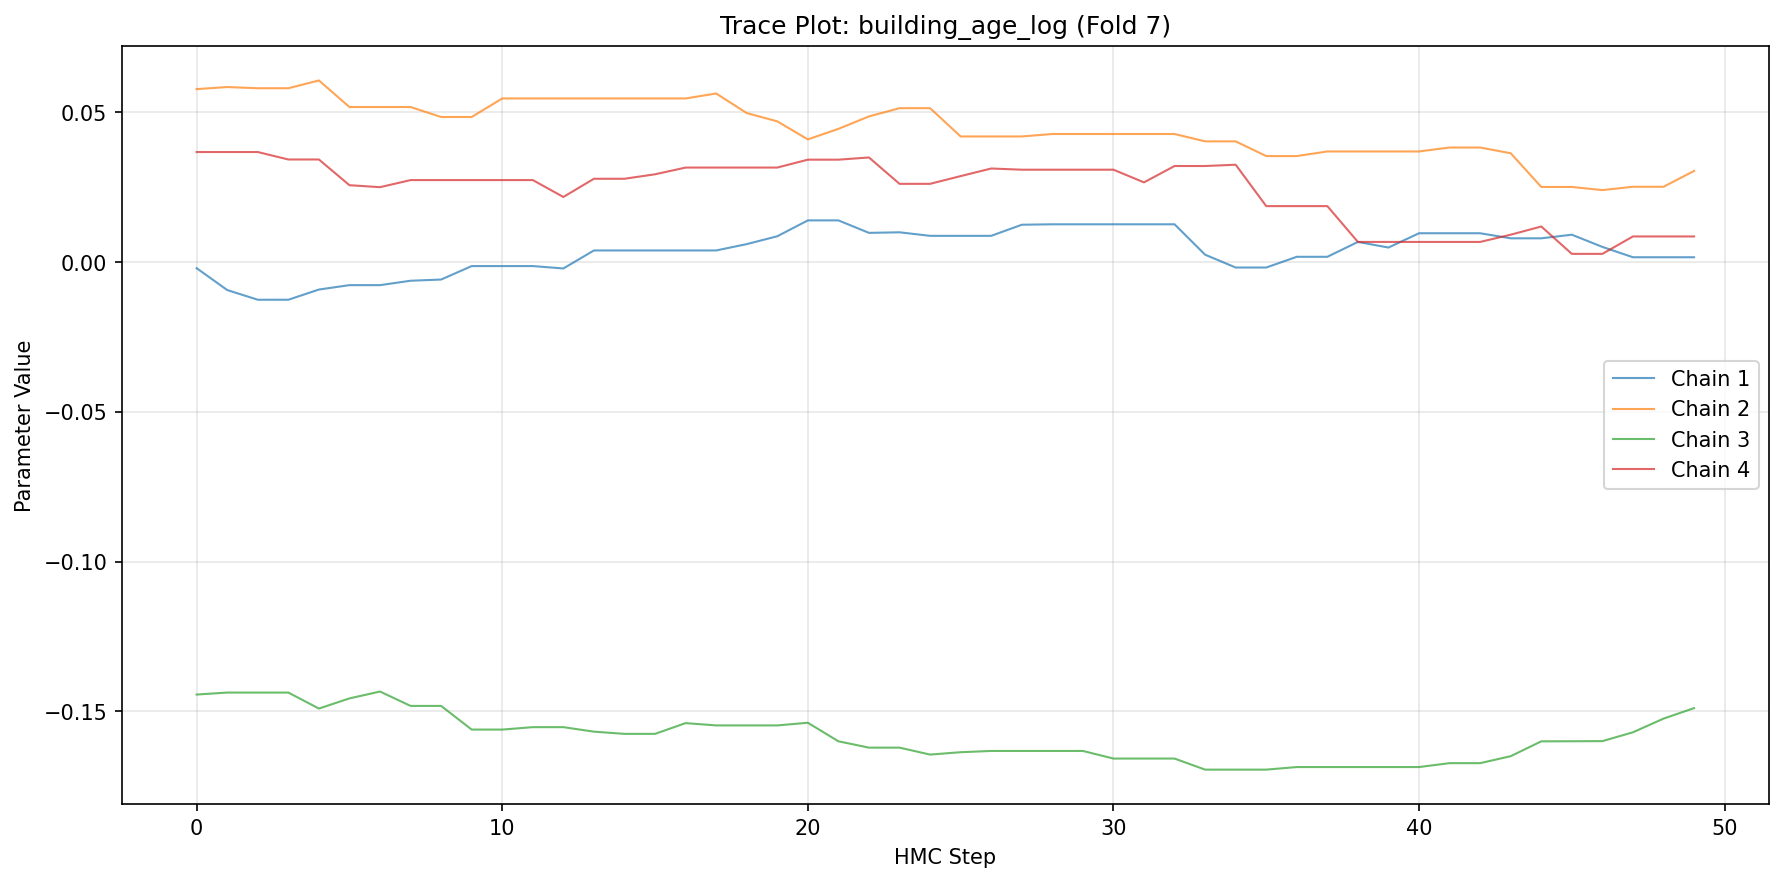 Trace Plot: building_age_log (Fold 7)
0.05
0.00
−0.05
−0.10
−0.15
Parameter Value
Chain 1
Chain 2
Chain 3
Chain 4
0 10 20 30 40 50
HMC Step